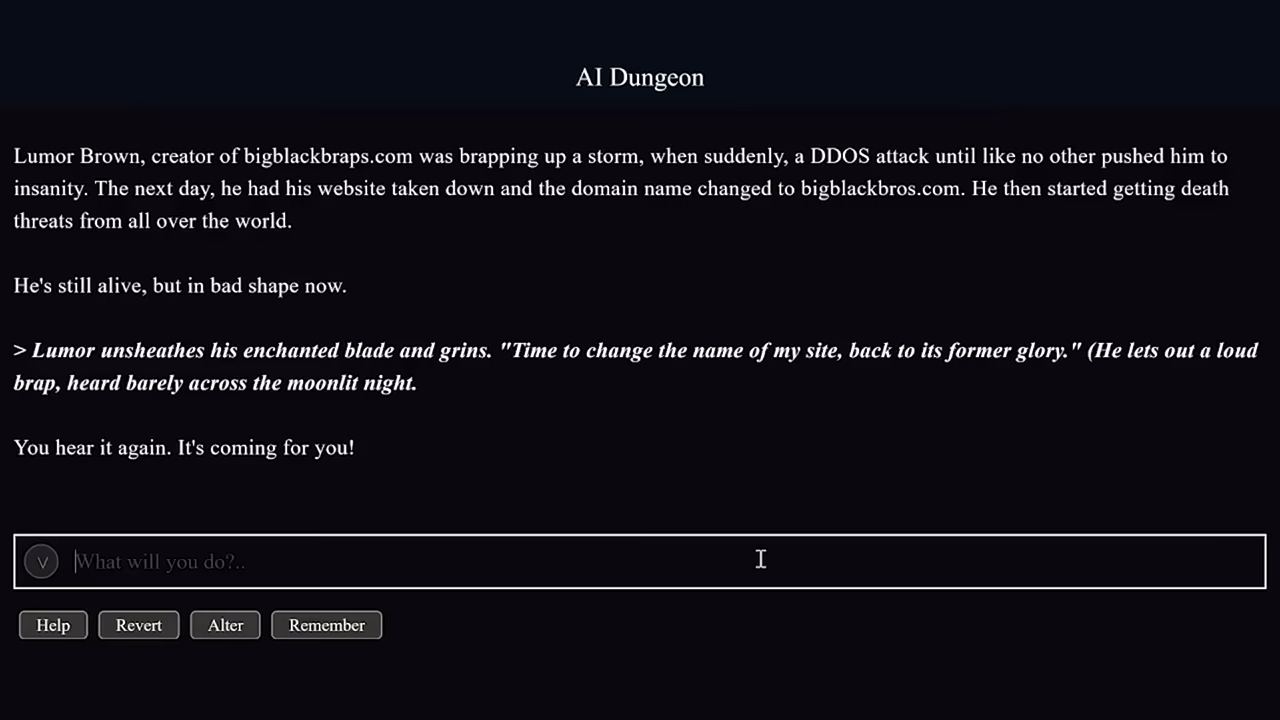 AI Dungeon
Lumor Brown, creator of bigblackbraps.com was brapping up a storm, when suddenly, a DDOS attack until like no other pushed him to
insanity. The next day, he had his website taken down and the domain name changed to bigblackbros.com. He then started getting death
threats from all over the world.
He's still alive, but in bad shape now.
> Lumor unsheathes his enchanted blade and grins. "Time to change the name of my site, back to its former glory." (He lets out a loud
brap, heard barely across the moonlit night.
You hear it again. It's coming for you!
V What will you do?..
Help Revert Alter Remember